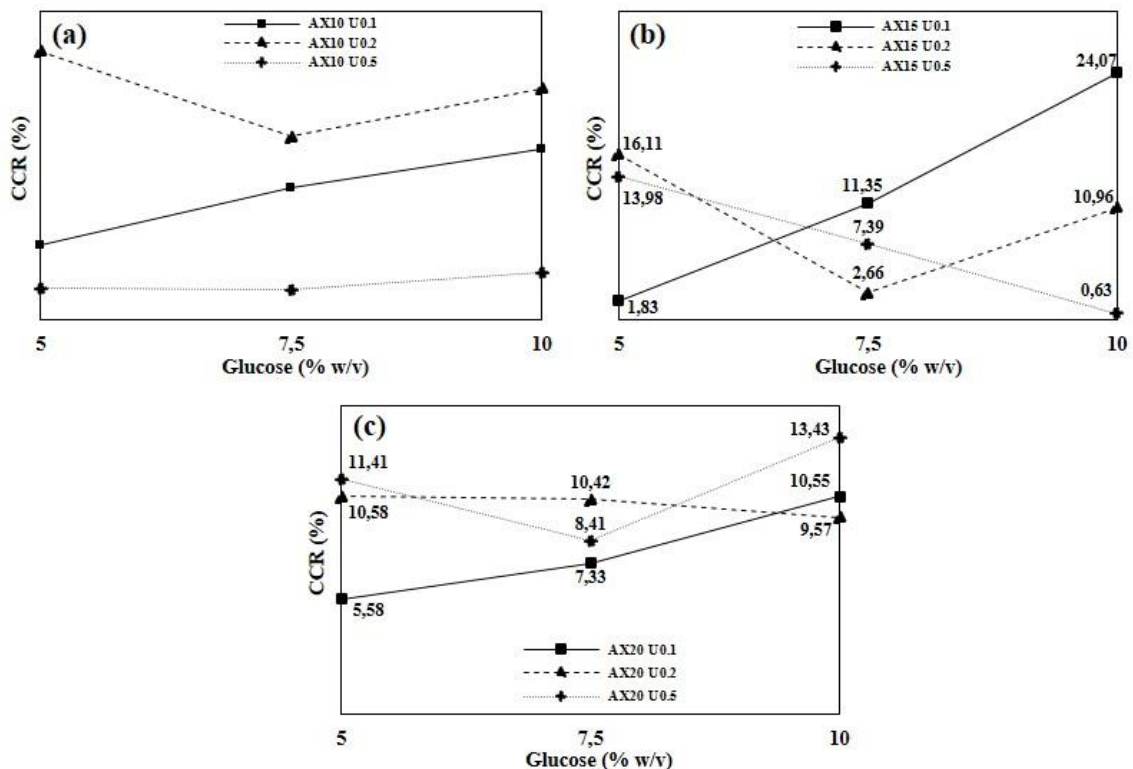 (a)
AX10 U0.1
AX10 U0.2
AX10 U0.5
CCR (%)
5
7,5
10
Glucose (% w/v)
(b)
AX15 U0.1
AX15 U0.2
AX15 U0.5
24,07
16,11
13,98
11,35
10,96
7,39
2,66
1,83
0,63
CCR (%)
5
7,5
10
Glucose (% w/v)
(c)
13,43
11,41
10,42
10,55
10,58
8,41
9,57
7,33
5,58
CCR (%)
AX20 U0.1
AX20 U0.2
AX20 U0.5
5
7,5
10
Glucose (% w/v)